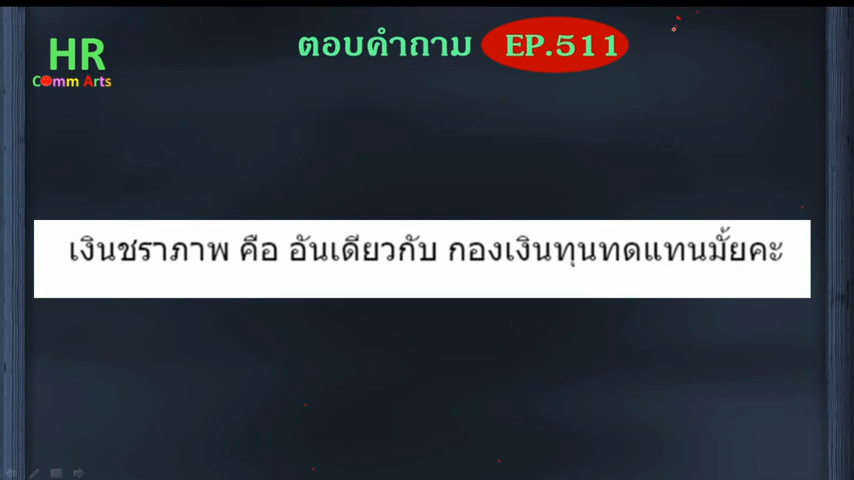 HR
Comm Arts
ตอบคำถาม EP.511
เงินชราภาพ คือ อันเดียวกับ กองเงินทุนทดแทนมั้ยคะ